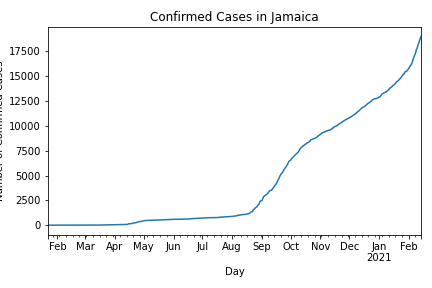 Confirmed Cases in Jamaica
Number of Confirmed Cases
17500
15000
12500
10000
7500
5000
2500
0
Feb Mar Apr May Jun Jul Aug Sep Oct Nov Dec Jan Feb
2021
Day